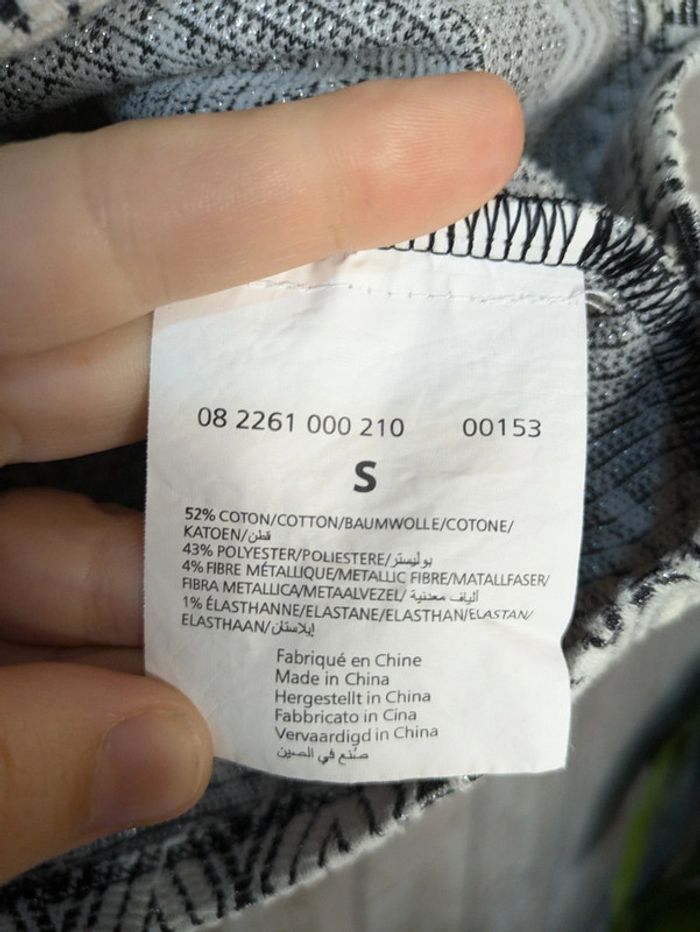 08 2261 000 210 00153
S
52% COTON/COTTON/BAUMWOLLE/COTONE/
KATOEN/قطن
43% POLYESTER/POLIESTERE/بوليستر
4% FIBRE MÉTALLIQUE/METALLIC FIBRE/MATALLFASER/
FIBRA METALLICA/METAALVEZEL/ألياف معدنية
1% ÉLASTHANNE/ELASTANE/ELASTHAN/ELASTAN/
ELASTHAAN/إيلاستان
Fabriqué en Chine
Made in China
Hergestellt in China
Fabbricato in Cina
Vervaardigd in China
صنع في الصين